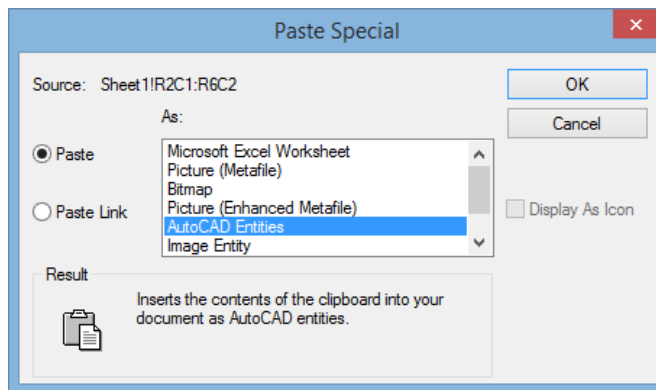 Paste Special
Source: Sheet1!R2C1:R6C2
OK
As:
Cancel
Paste
Microsoft Excel Worksheet
Picture (Metafile)
Bitmap
Picture (Enhanced Metafile)
AutoCAD Entities
Image Entity
Paste Link
Display As Icon
Result
Inserts the contents of the clipboard into your
document as AutoCAD entities.